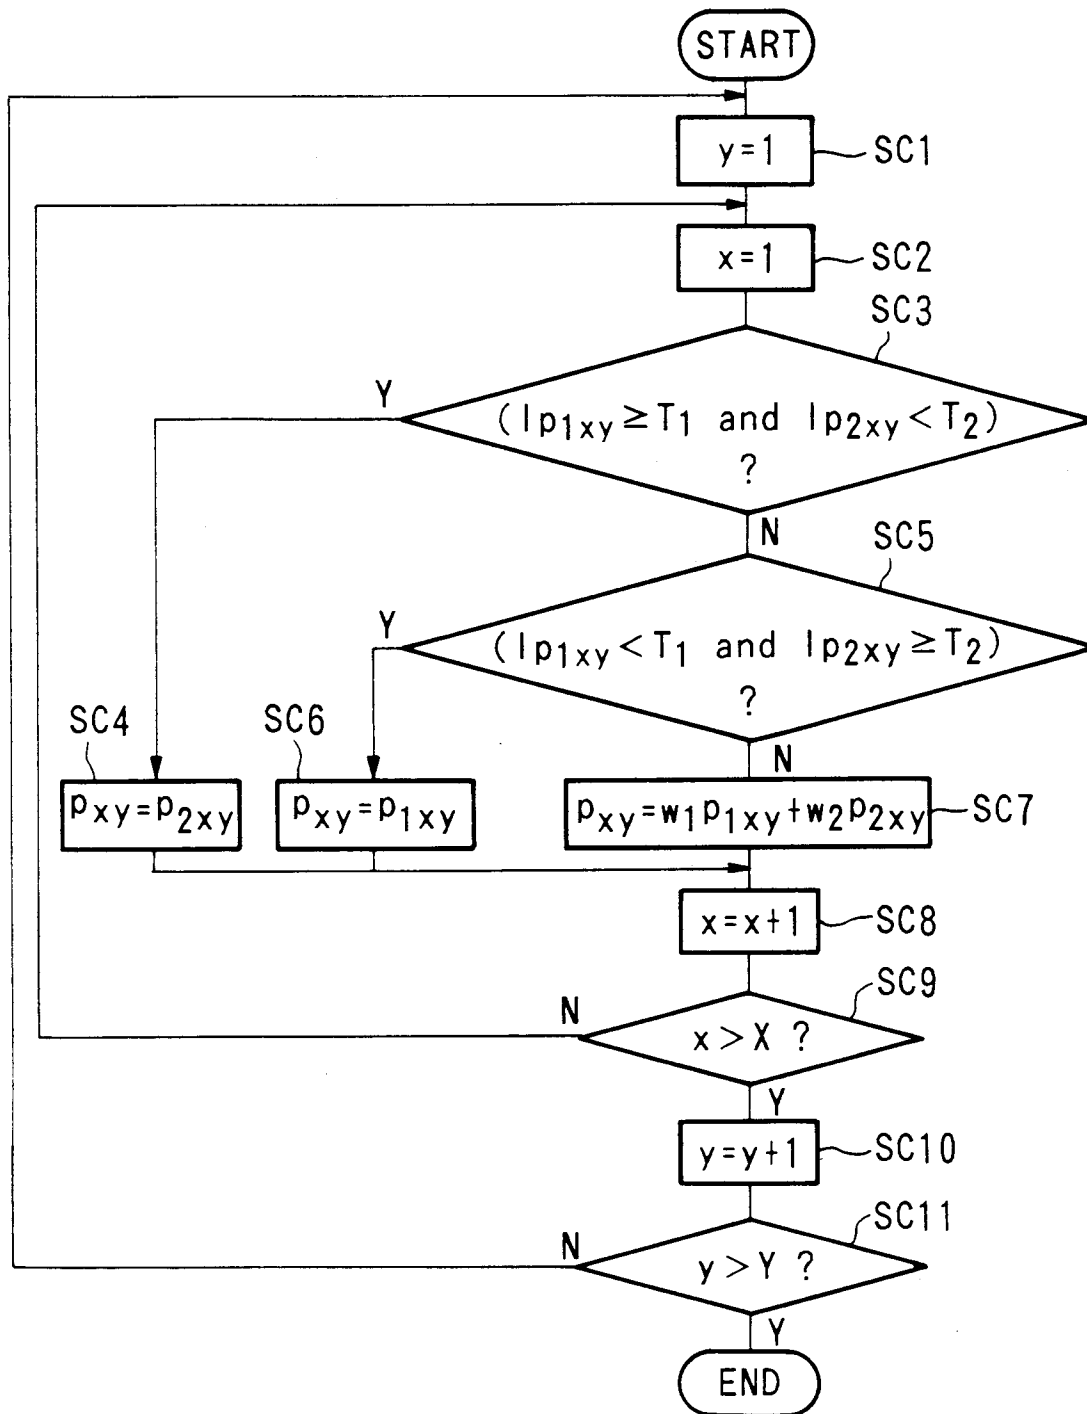 START
y=1
SC1
x=1
SC2
SC3
Y
(Ip1xy≥T1 and Ip2xy<T2)
?
N
SC5
Y
(Ip1xy<T1 and Ip2xy≥T2)
?
SC4
SC6
N
pxy=p2xy
pxy=p1xy
pxy=w1p1xy+w2p2xy
SC7
x=x+1
SC8
SC9
N
x>X ?
Y
y=y+1
SC10
SC11
N
y>Y ?
Y
END